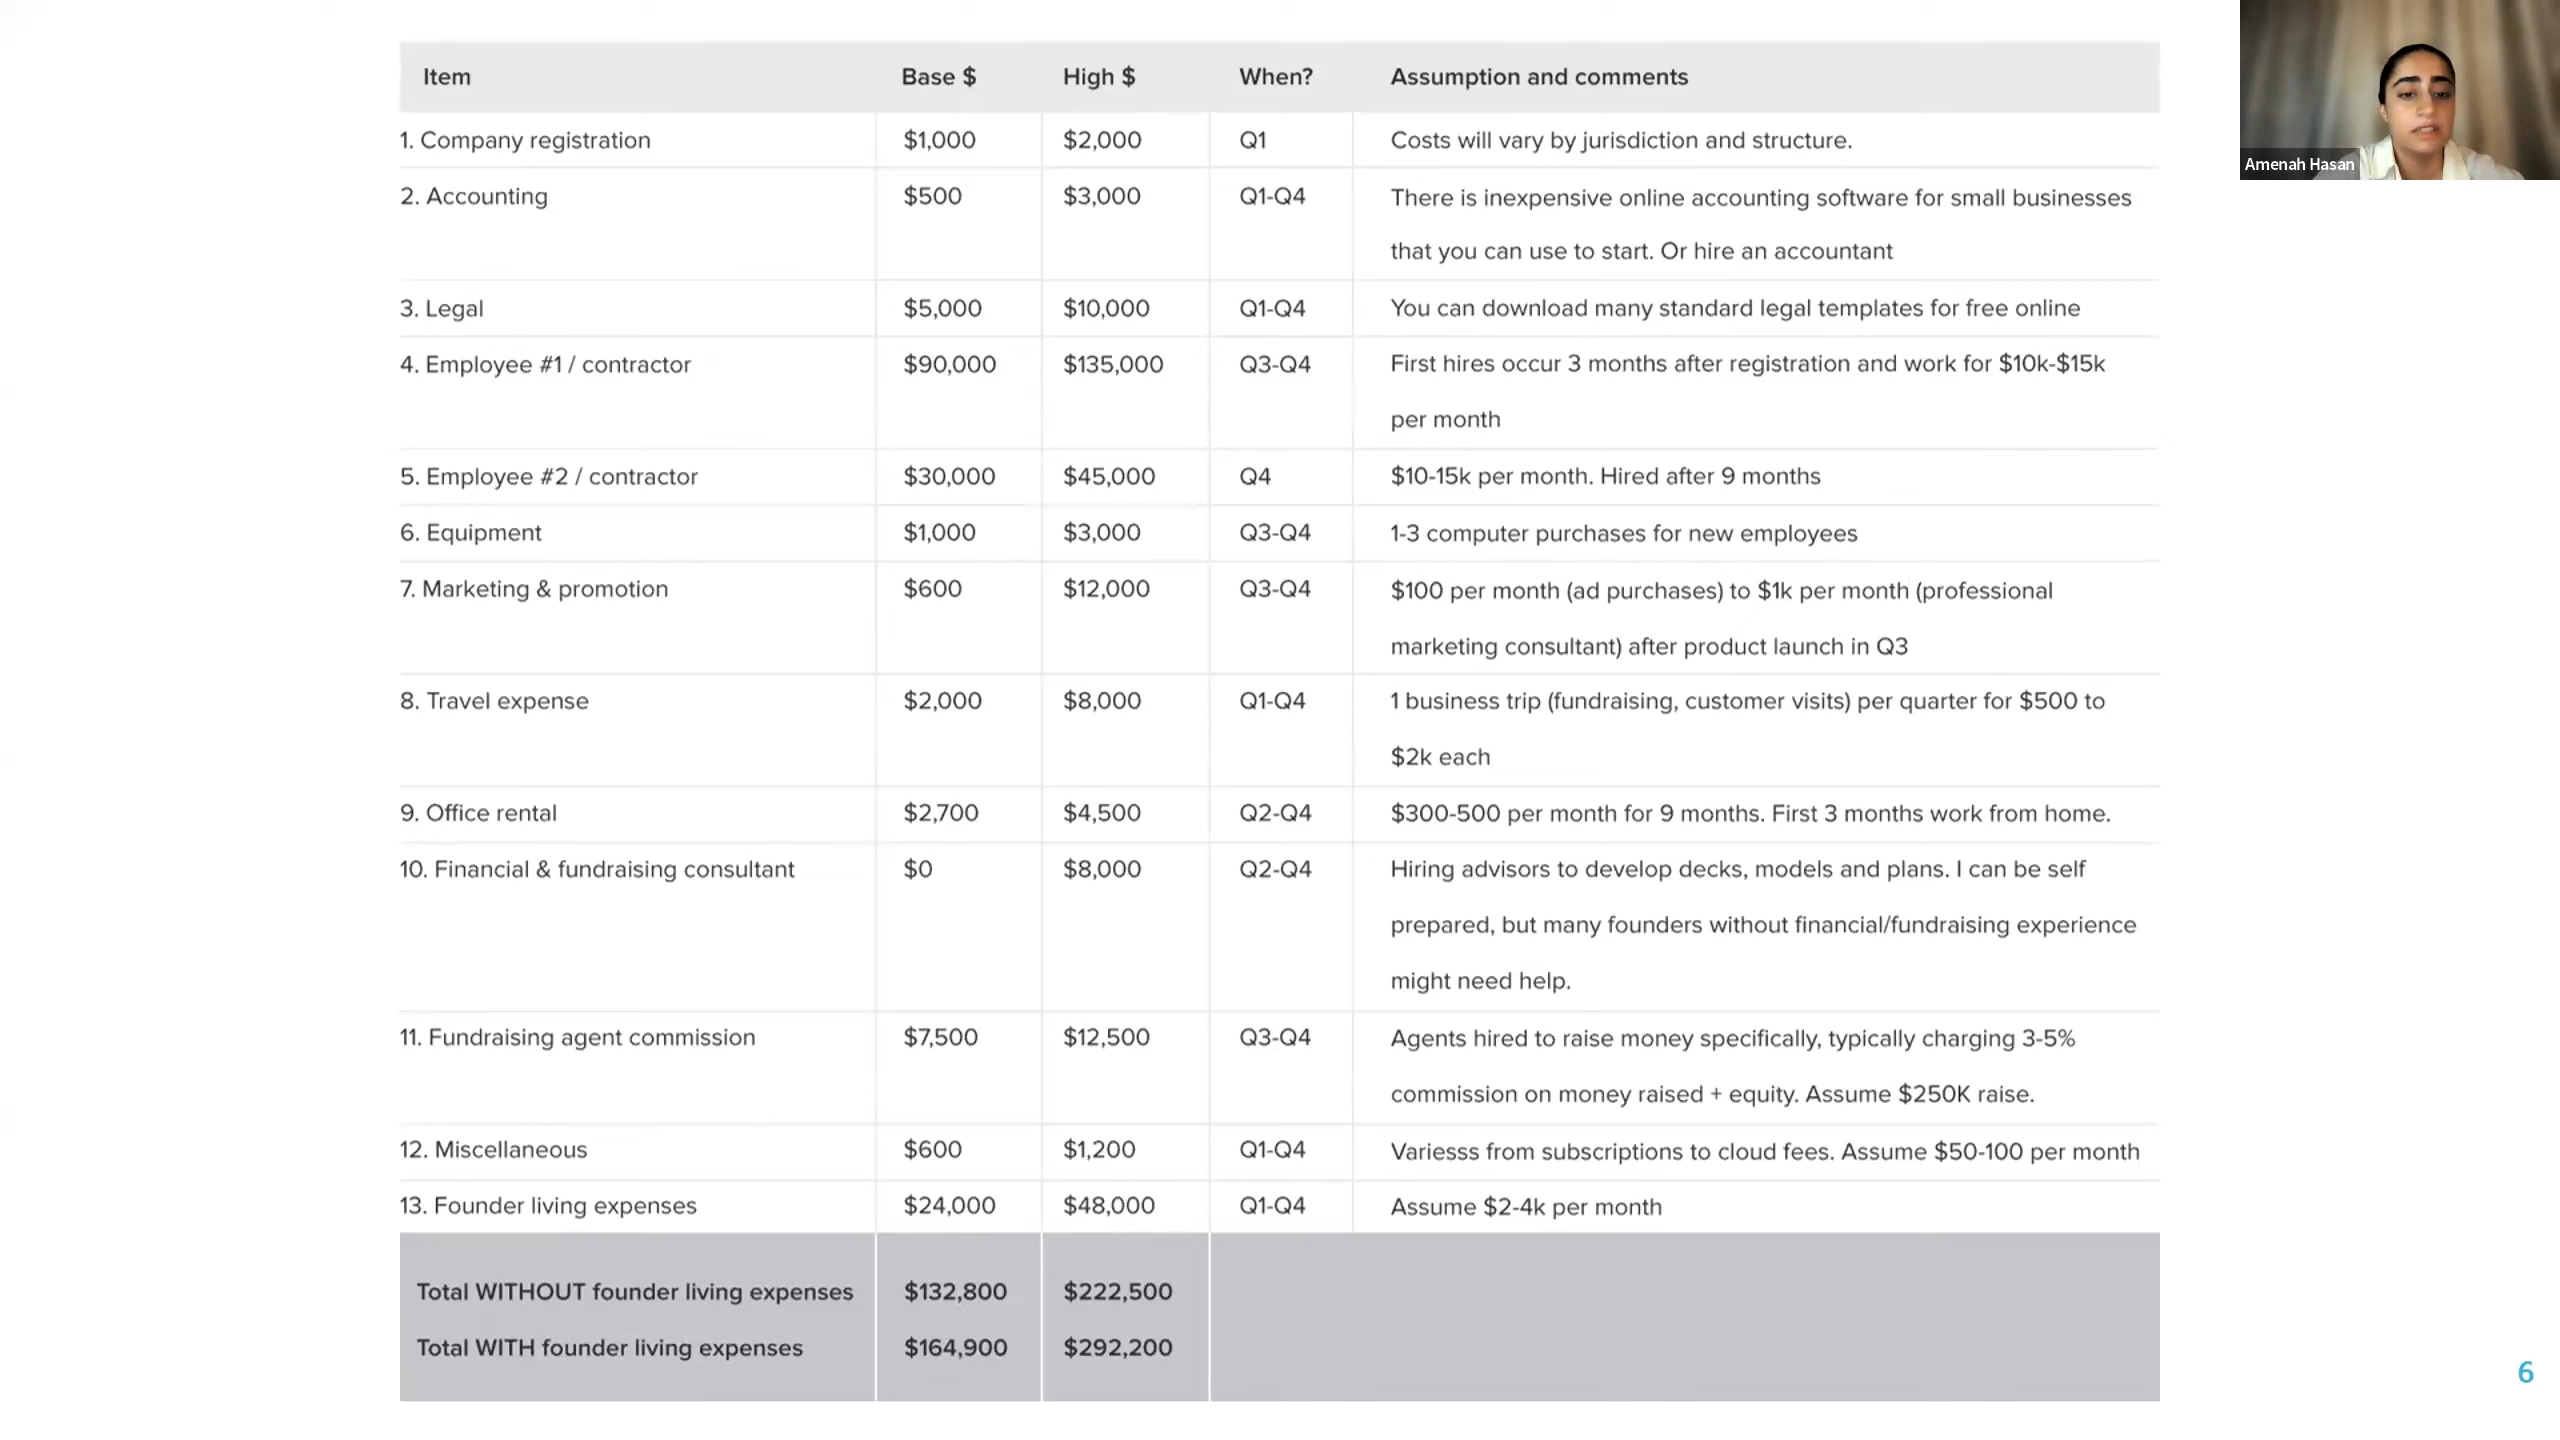 Item Base $ High $ When? Assumption and comments
1. Company registration $1,000 $2,000 Q1 Costs will vary by jurisdiction and structure.
2. Accounting $500 $3,000 Q1-Q4 There is inexpensive online accounting software for small businesses
that you can use to start. Or hire an accountant
3. Legal $5,000 $10,000 Q1-Q4 You can download many standard legal templates for free online
4. Employee #1 / contractor $90,000 $135,000 Q3-Q4 First hires occur 3 months after registration and work for $10k-$15k
per month
5. Employee #2 / contractor $30,000 $45,000 Q4 $10-15k per month. Hired after 9 months
6. Equipment $1,000 $3,000 Q3-Q4 1-3 computer purchases for new employees
7. Marketing & promotion $600 $12,000 Q3-Q4 $100 per month (ad purchases) to $1k per month (professional
marketing consultant) after product launch in Q3
8. Travel expense $2,000 $8,000 Q1-Q4 1 business trip (fundraising, customer visits) per quarter for $500 to
$2k each
9. Office rental $2,700 $4,500 Q2-Q4 $300-500 per month for 9 months. First 3 months work from home.
10. Financial & fundraising consultant $0 $8,000 Q2-Q4 Hiring advisors to develop decks, models and plans. I can be self
prepared, but many founders without financial/fundraising experience
might need help.
11. Fundraising agent commission $7,500 $12,500 Q3-Q4 Agents hired to raise money specifically, typically charging 3-5%
commission on money raised + equity. Assume $250K raise.
12. Miscellaneous $600 $1,200 Q1-Q4 Variesss from subscriptions to cloud fees. Assume $50-100 per month
13. Founder living expenses $24,000 $48,000 Q1-Q4 Assume $2-4k per month
Total WITHOUT founder living expenses $132,800 $222,500
Total WITH founder living expenses $164,900 $292,200
Amenah Hasan
6